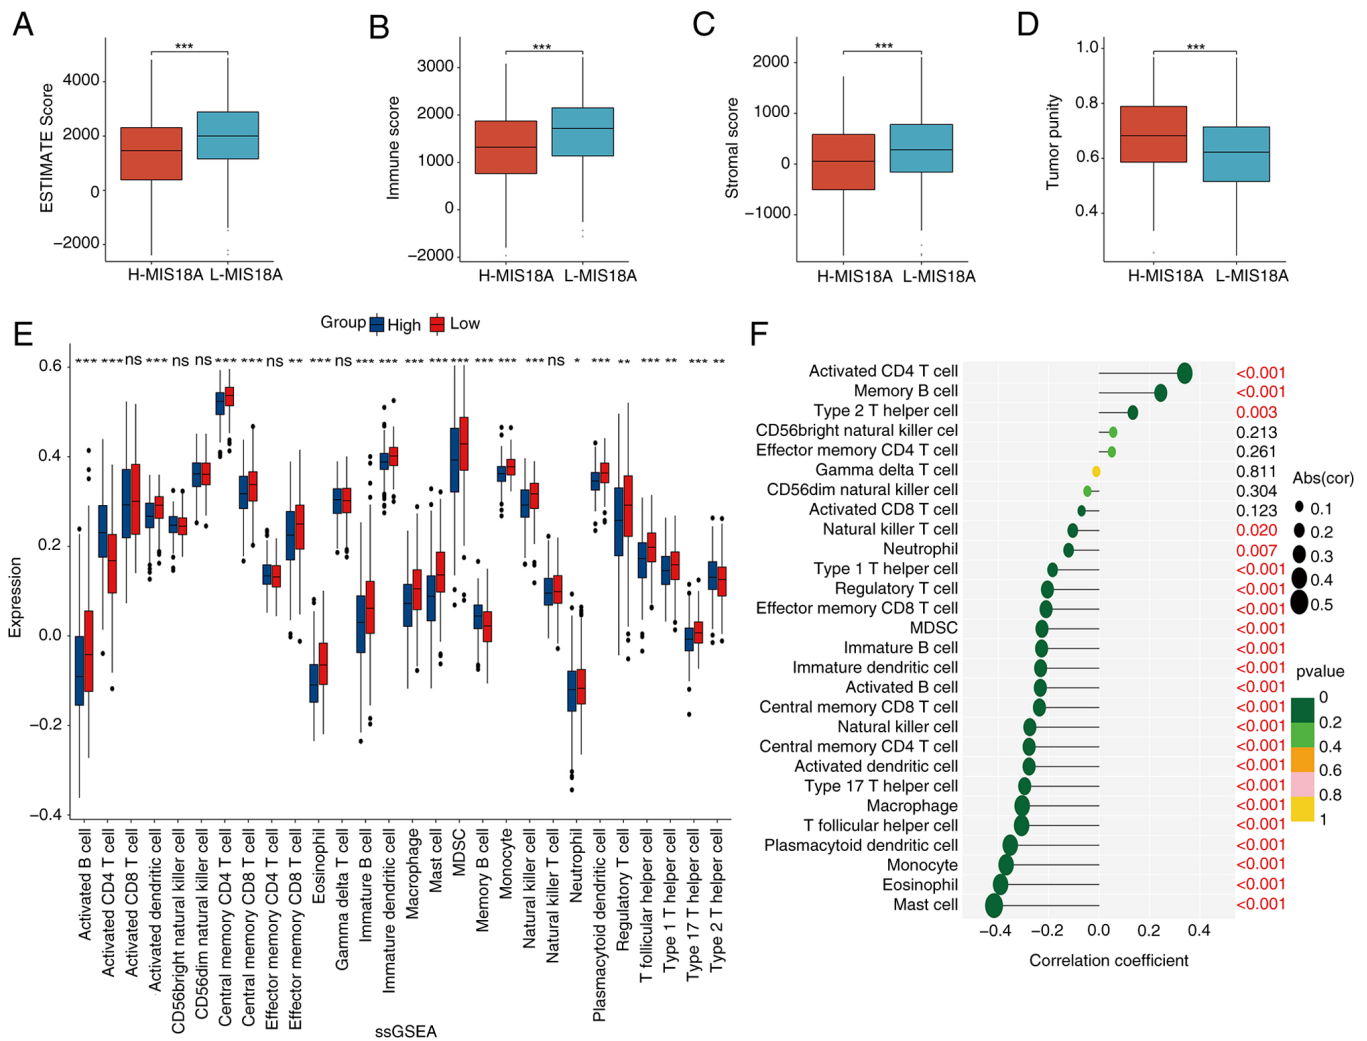 A
ESTIMATE Score
4000
2000
0
−2000
***
H-MIS18A L-MIS18A
B
Immune score
3000
2000
1000
0
−2000
***
H-MIS18A L-MIS18A
C
Stromal score
2000
1000
0
−1000
***
H-MIS18A L-MIS18A
D
Tumor punity
1.0
0.8
0.6
0.4
***
H-MIS18A L-MIS18A
E
Group High Low
*** *** ns *** ns ns *** *** ns ** *** ns *** *** *** *** *** *** *** *** ns * *** ** *** ** *** **
Expression
0.6
0.4
0.2
0.0
−0.2
−0.4
Activated B cell
Activated CD4 T cell
Activated CD8 T cell
Activated dendritic cell
CD56bright natural killer cell
CD56dim natural killer cell
Central memory CD4 T cell
Central memory CD8 T cell
Effector memory CD4 T cell
Effector memory CD8 T cell
Eosinophil
Gamma delta T cell
Immature B cell
Immature dendritic cell
Macrophage
Mast cell
MDSC
Memory B cell
Monocyte
Natural killer cell
Natural killer T cell
Neutrophil
Plasmacytoid dendritic cell
Regulatory T cell
T follicular helper cell
Type 1 T helper cell
Type 17 T helper cell
Type 2 T helper cell
ssGSEA
F
Activated CD4 T cell <0.001
Memory B cell <0.001
Type 2 T helper cell 0.003
CD56bright natural killer cel 0.213
Effector memory CD4 T cell 0.261
Gamma delta T cell 0.811
CD56dim natural killer cell 0.304
Activated CD8 T cell 0.123
Natural killer T cell 0.020
Neutrophil 0.007
Type 1 T helper cell <0.001
Regulatory T cell <0.001
Effector memory CD8 T cell <0.001
MDSC <0.001
Immature B cell <0.001
Immature dendritic cell <0.001
Activated B cell <0.001
Central memory CD8 T cell <0.001
Natural killer cell <0.001
Central memory CD4 T cell <0.001
Activated dendritic cell <0.001
Type 17 T helper cell <0.001
Macrophage <0.001
T follicular helper cell <0.001
Plasmacytoid dendritic cell <0.001
Monocyte <0.001
Eosinophil <0.001
Mast cell <0.001
−0.4 −0.2 0.0 0.2 0.4
Correlation coefficient
Abs(cor)
0.1
0.2
0.3
0.4
0.5
pvalue
0
0.2
0.4
0.6
0.8
1